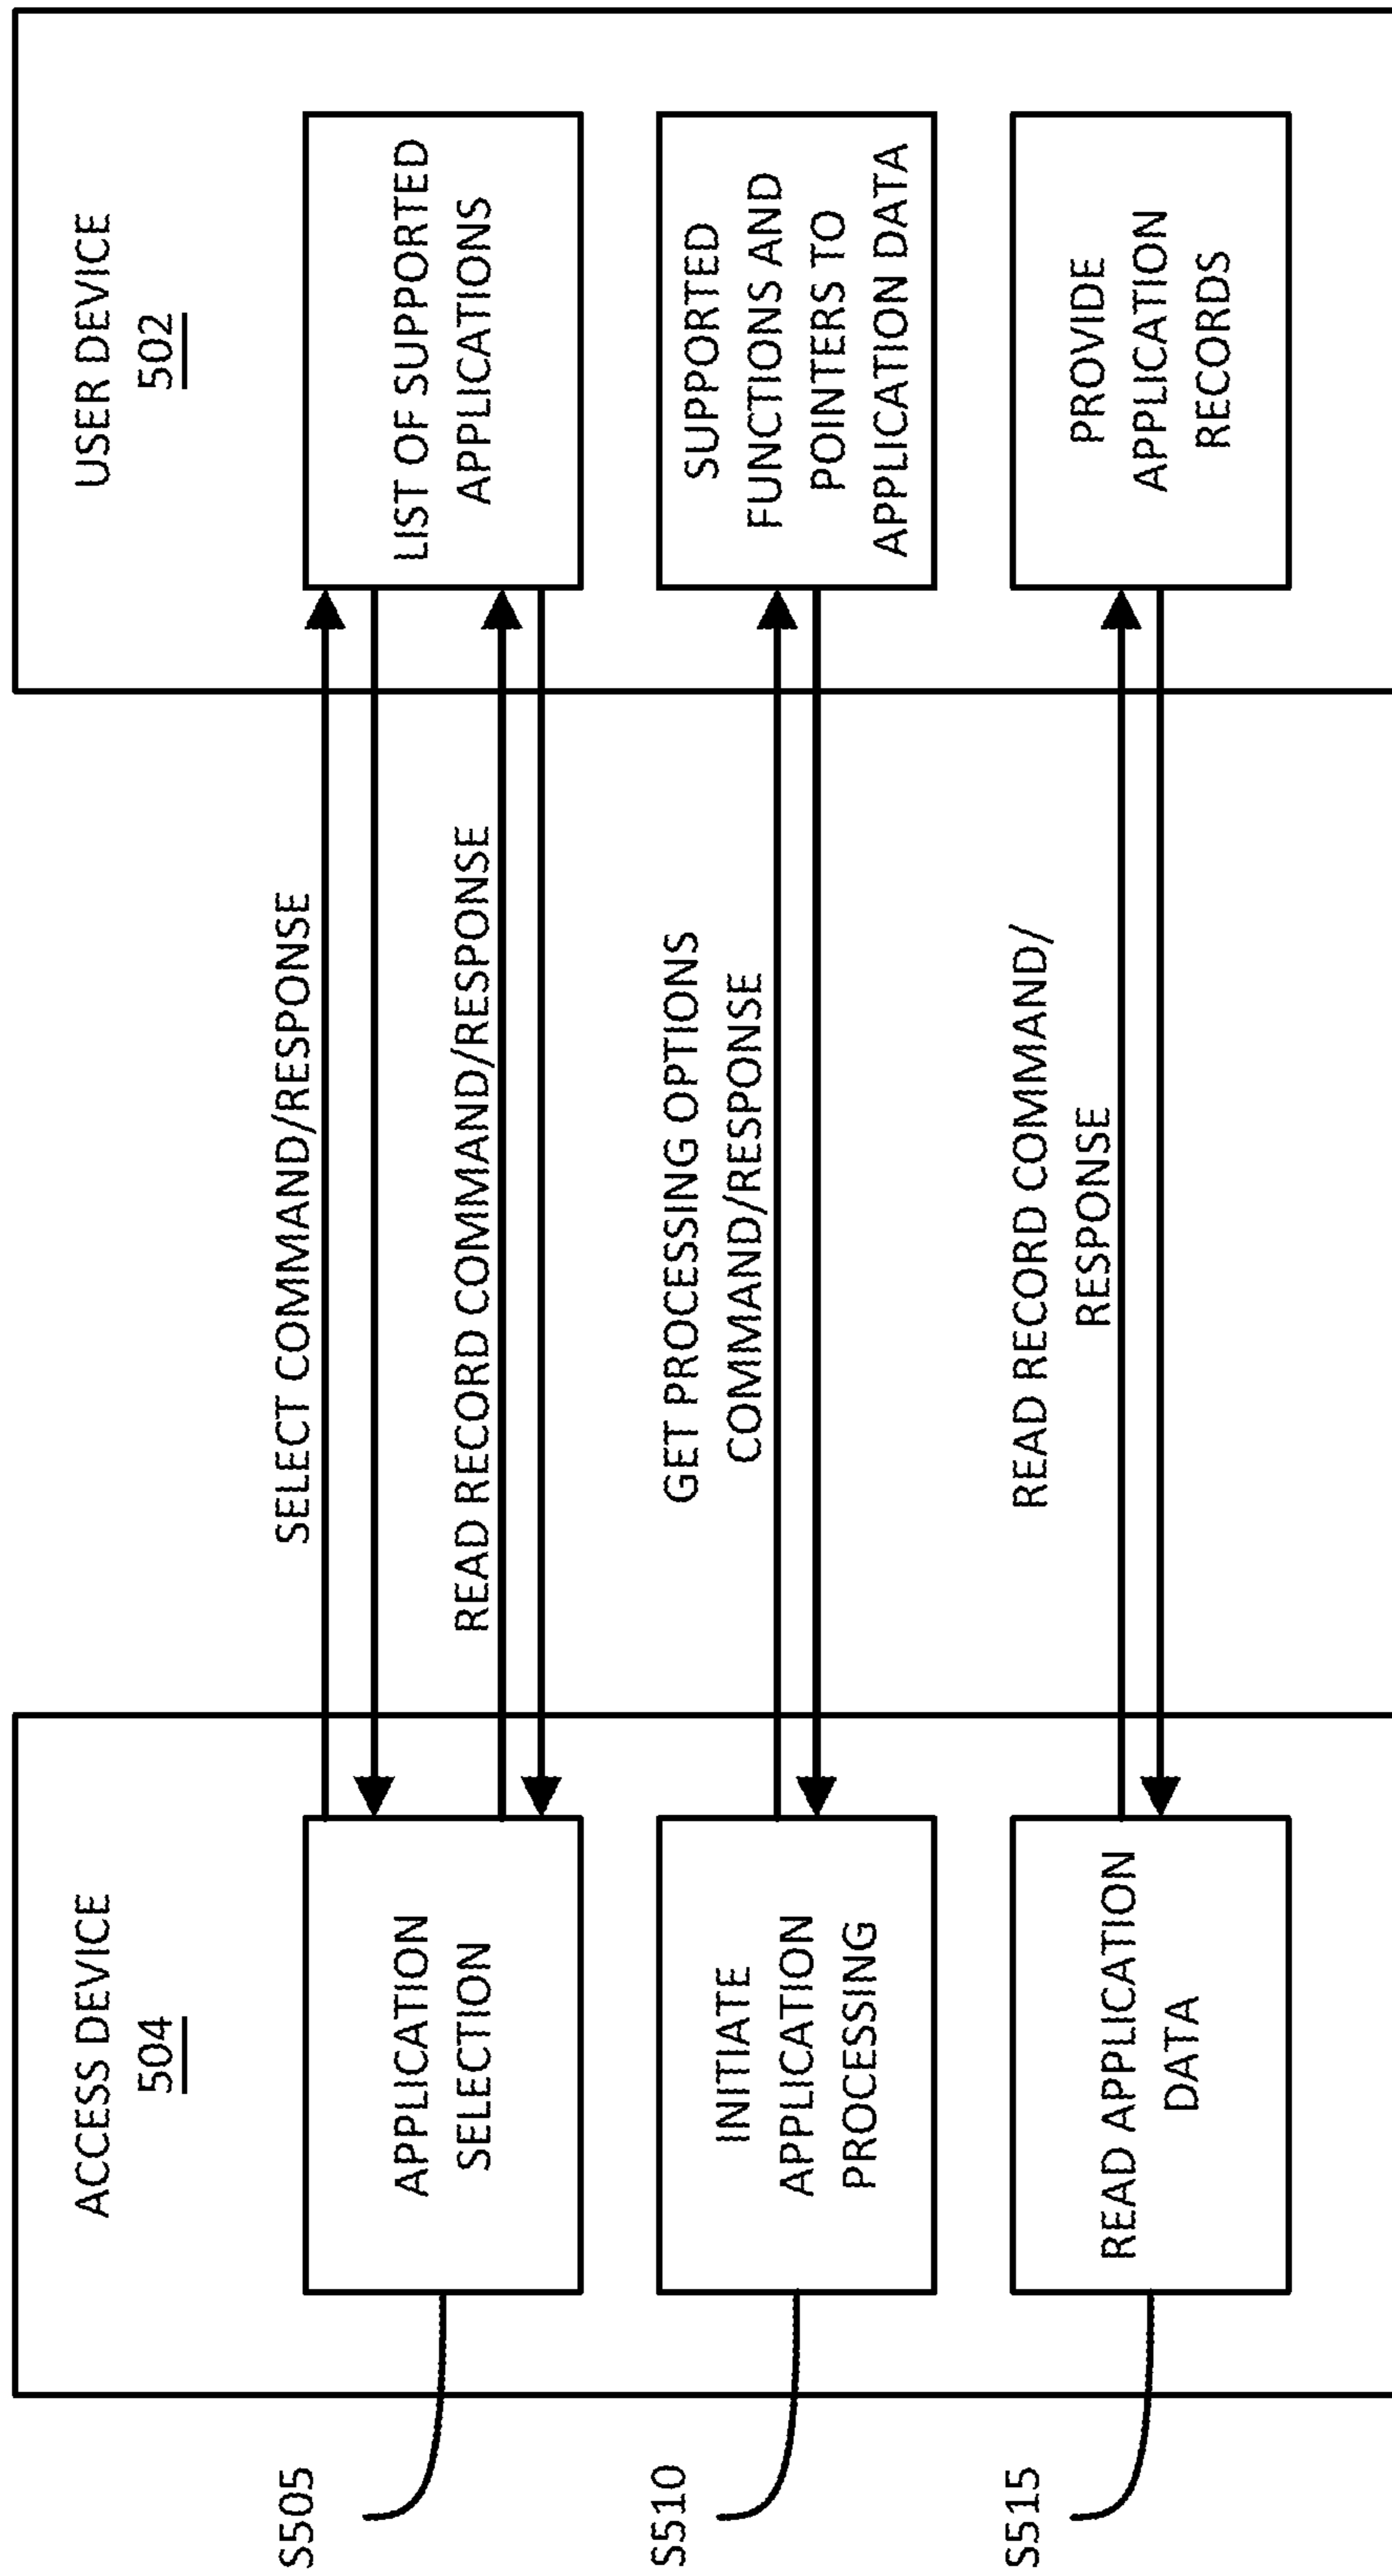 ACCESS DEVICE
504
USER DEVICE
502
S505
APPLICATION
SELECTION
SELECT COMMAND/RESPONSE
READ RECORD COMMAND/RESPONSE
LIST OF SUPPORTED
APPLICATIONS
S510
INITIATE
APPLICATION
PROCESSING
GET PROCESSING OPTIONS
COMMAND/RESPONSE
SUPPORTED
FUNCTIONS AND
POINTERS TO
APPLICATION DATA
S515
READ APPLICATION
DATA
READ RECORD COMMAND/
RESPONSE
PROVIDE
APPLICATION
RECORDS